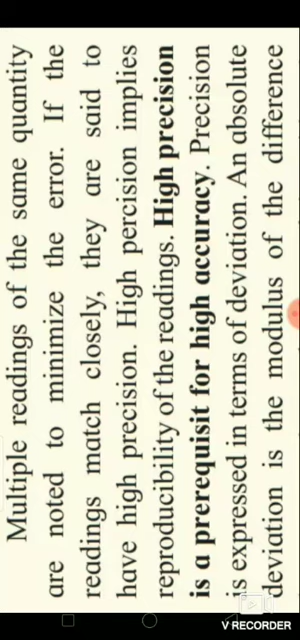 Multiple readings of the same quantity
are noted to minimize the error. If the
readings match closely, they are said to
have high precision. High percision implies
reproducibility of the readings. High precision
is a prerequisit for high accuracy. Precision
is expressed in terms of deviation. An absolute
deviation is the modulus of the difference
V RECORDER